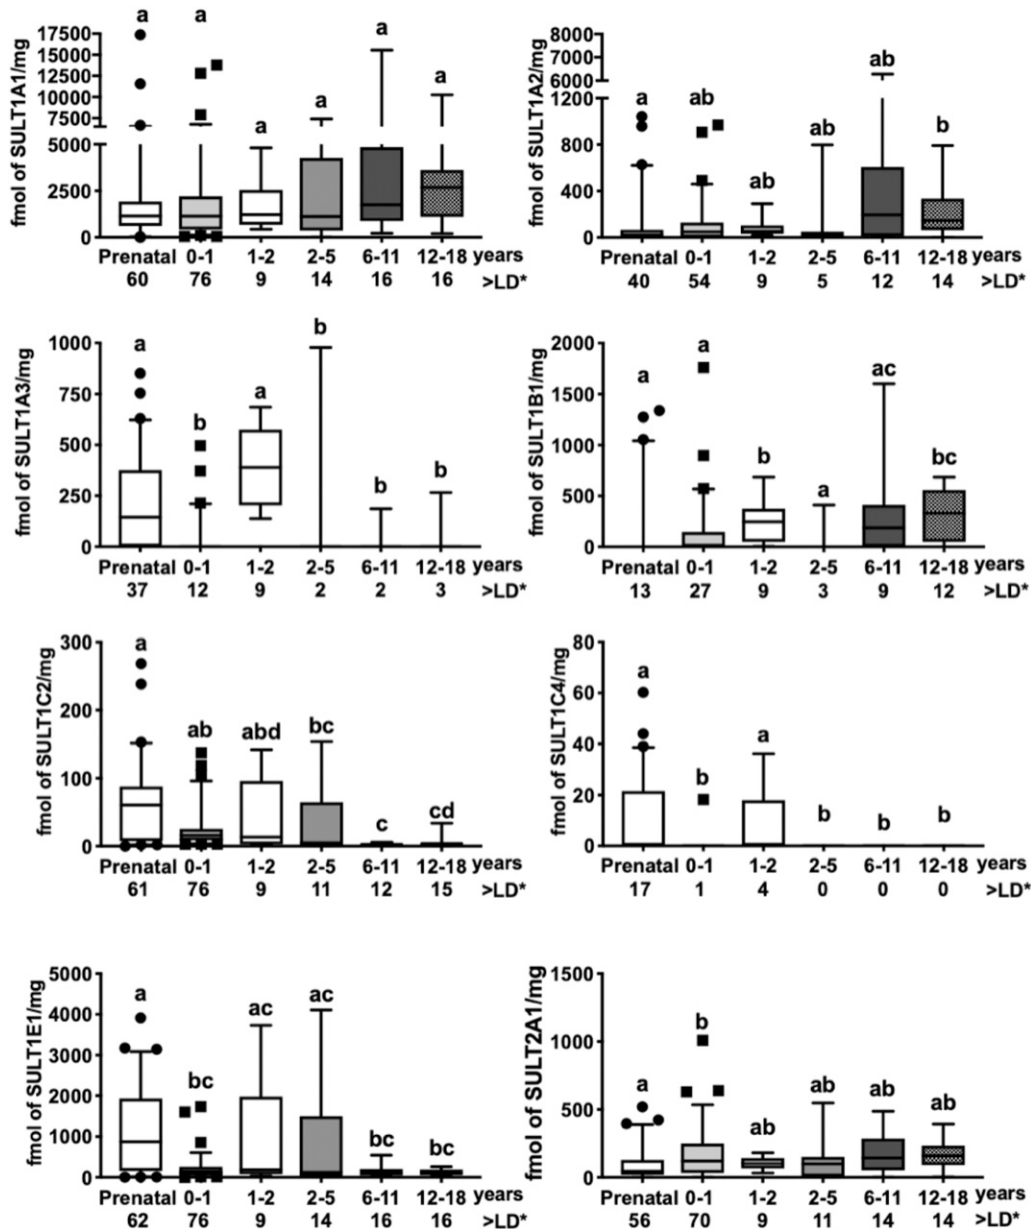 fmol of SULT1A1/mg
17500
15000
12500
10000
7500
5000
2500
0
a a a a a a
Prenatal 0-1 1-2 2-5 6-11 12-18 years
60 76 9 14 16 16 >LD*
fmol of SULT1A2/mg
8000
7000
6000
1200
800
400
0
a ab ab ab ab b
Prenatal 0-1 1-2 2-5 6-11 12-18 years
40 54 9 5 12 14 >LD*
fmol of SULT1A3/mg
1000
750
500
250
0
a b a b b b
Prenatal 0-1 1-2 2-5 6-11 12-18 years
37 12 9 2 2 3 >LD*
fmol of SULT1B1/mg
2000
1500
1000
500
0
a a b a ac bc
Prenatal 0-1 1-2 2-5 6-11 12-18 years
13 27 9 3 9 12 >LD*
fmol of SULT1C2/mg
300
200
100
0
a ab abd bc c cd
Prenatal 0-1 1-2 2-5 6-11 12-18 years
61 76 9 11 12 15 >LD*
fmol of SULT1C4/mg
80
60
40
20
0
a b a b b b
Prenatal 0-1 1-2 2-5 6-11 12-18 years
17 1 4 0 0 0 >LD*
fmol of SULT1E1/mg
5000
4000
3000
2000
1000
0
a bc ac ac bc bc
Prenatal 0-1 1-2 2-5 6-11 12-18 years
62 76 9 14 16 16 >LD*
fmol of SULT2A1/mg
1500
1000
500
0
a b ab ab ab ab
Prenatal 0-1 1-2 2-5 6-11 12-18 years
56 70 9 11 14 14 >LD*